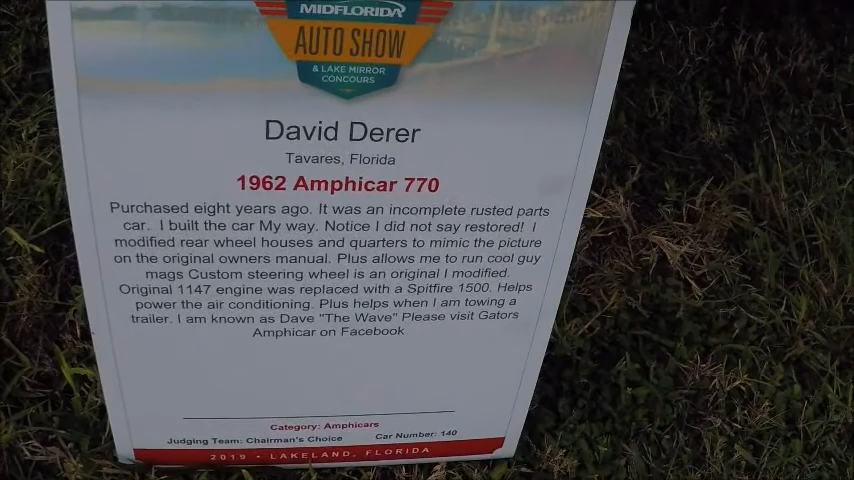 MIDFLORIDA
AUTO SHOW
& LAKE MIRROR
CONCOURS
David Derer
Tavares, Florida
1962 Amphicar 770
Purchased eight years ago. It was an incomplete rusted parts
car. I built the car My way. Notice I did not say restored! I
modified rear wheel houses and quarters to mimic the picture
on the original owners manual. Plus allows me to run cool guy
mags Custom steering wheel is an original I modified.
Original 1147 engine was replaced with a Spitfire 1500. Helps
power the air conditioning. Plus helps when I am towing a
trailer. I am known as Dave "The Wave" Please visit Gators
Amphicar on Facebook
Category: Amphicars
Judging Team: Chairman's Choice Car Number: 140
2019 • LAKELAND, FLORIDA